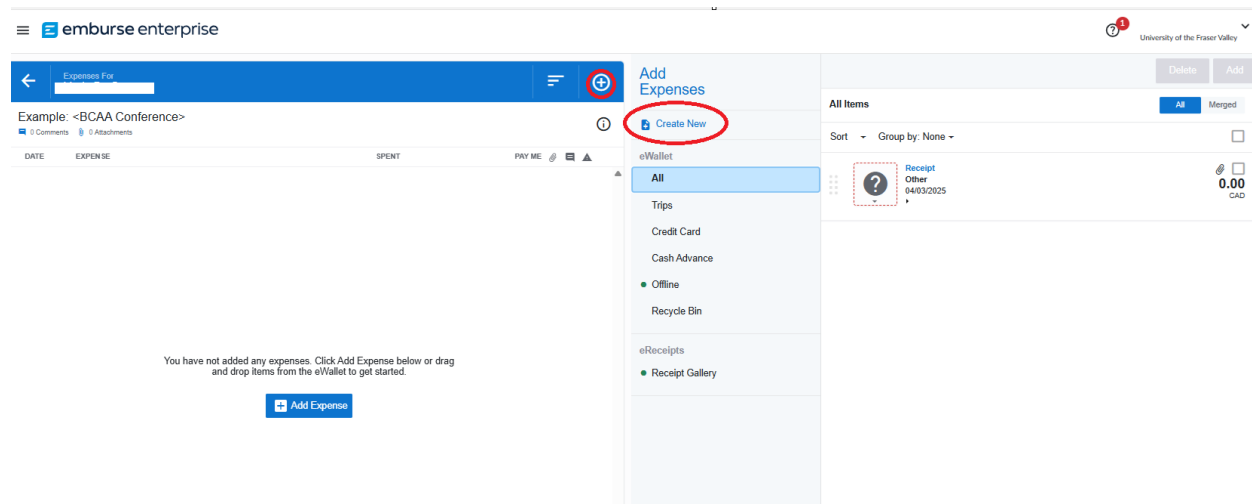 emburse enterprise
1
University of the Fraser Valley
Expenses For
Example: <BCAA Conference>
0 Comments 0 Attachments
DATE EXPENSE SPENT PAY ME
You have not added any expenses. Click Add Expense below or drag
and drop items from the eWallet to get started.
Add Expense
Add
Expenses
Create New
eWallet
All
Trips
Credit Card
Cash Advance
Offline
Recycle Bin
eReceipts
Receipt Gallery
Delete Add
All Items All Merged
Sort Group by: None
Receipt
Other
04/03/2025
0.00
CAD